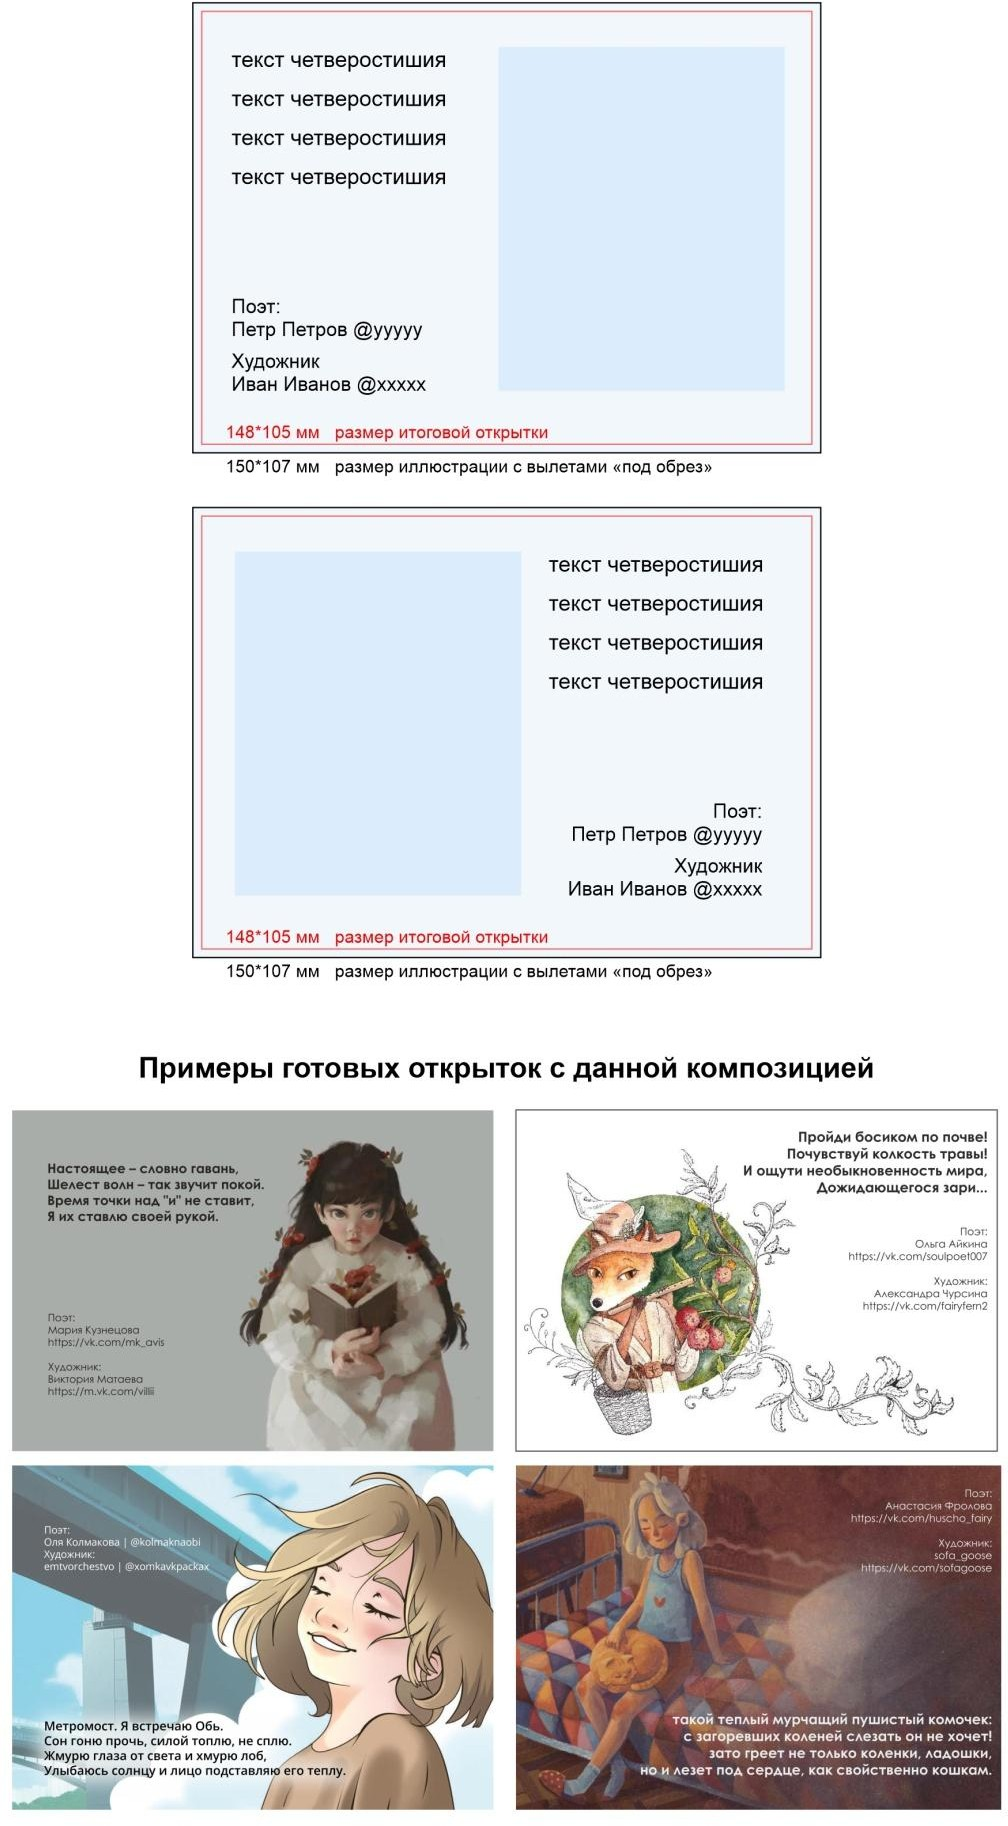 текст четверостишия
текст четверостишия
текст четверостишия
текст четверостишия
Поэт:
Петр Петров @yyyyy
Художник
Иван Иванов @xxxxx
148*105 мм размер итоговой открытки
150*107 мм размер иллюстрации с вылетами «под обрез»
текст четверостишия
текст четверостишия
текст четверостишия
текст четверостишия
Поэт:
Петр Петров @yyyyy
Художник
Иван Иванов @xxxxx
148*105 мм размер итоговой открытки
150*107 мм размер иллюстрации с вылетами «под обрез»
Примеры готовых открыток с данной композицией
Настоящее – словно гавань,
Шелест волн – так звучит покой.
Время точки над "и" не ставит,
Я их ставлю своей рукой.
Поэт:
Мария Кузнецова
https://vk.com/mk_avis
Художник:
Виктория Матаева
https://m.vk.com/villii
Пройди босиком по почве!
Почувствуй колкость травы!
И ощути необыкновенность мира,
Дожидающегося зари...
Поэт:
Ольга Айкина
https://vk.com/soulpoet007
Художник:
Александра Чурсина
https://vk.com/fairyfern2
Поэт:
Оля Колмакова | @kolmaknaobi
Художник:
emtvorchestvo | @xomkavkpackax
Метромост. Я встречаю Обь.
Сон гоню прочь, силой топлю, не сплю.
Жмурю глаза от света и хмурю лоб,
Улыбаюсь солнцу и лицо подставляю его теплу.
Поэт:
Анастасия Фролова
https://vk.com/huscho_fairy
Художник:
sofa_goose
https://vk.com/sofagoose
такой теплый мурчащий пушистый комочек:
с загоревших коленей слезать он не хочет!
зато греет не только коленки, ладошки,
но и лезет под сердце, как свойственно кошкам.